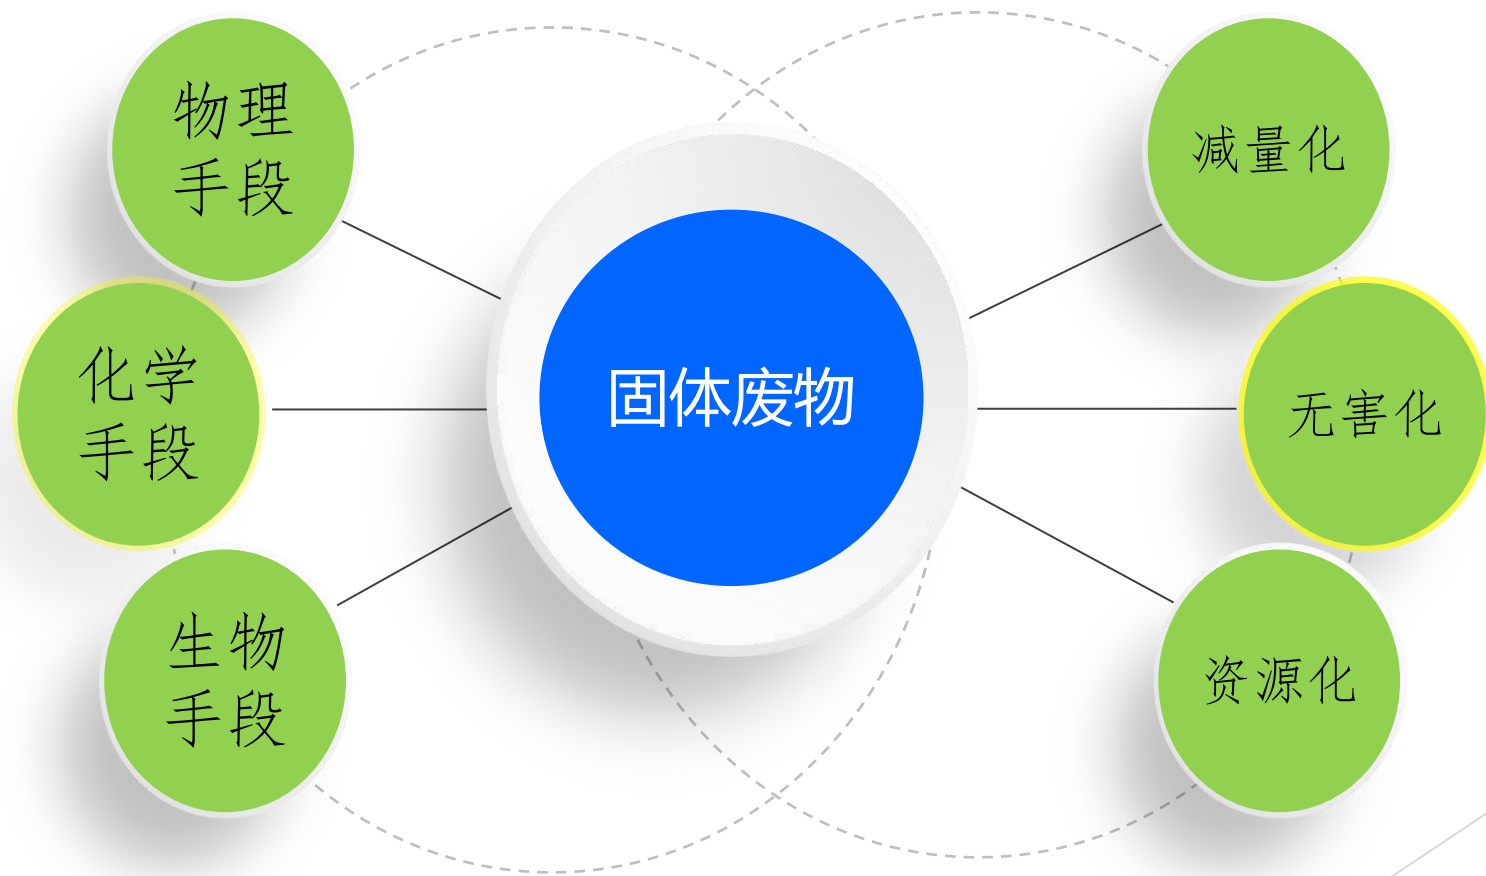 物理
手段
化学
手段
生物
手段
固体废物
减量化
无害化
资源化